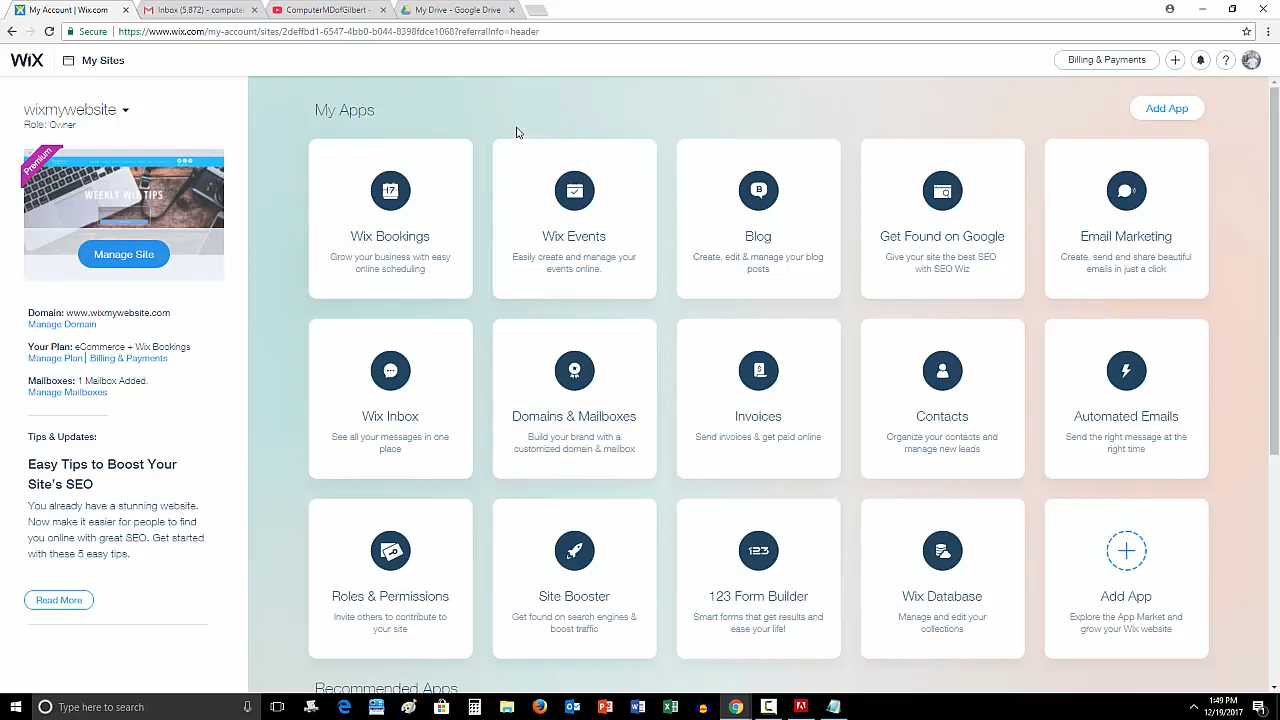 My Account | Wix.com
Inbox (5,872) - compute
ComputerMDofGilbert -
My Drive - Google Drive
Secure
https://www.wix.com/my-account/sites/2deffbd1-6547-4bb0-b044-8398fdce1068?referralInfo=header
WiX
My Sites
Billing & Payments
?
wixmywebsite
Role: Owner
Premium
WEEKLY WIX TIPS
Manage Site
Domain: www.wixmywebsite.com
Manage Domain
Your Plan: eCommerce + Wix Bookings
Manage Plan | Billing & Payments
Mailboxes: 1 Mailbox Added.
Manage Mailboxes
Tips & Updates:
Easy Tips to Boost Your
Site's SEO
You already have a stunning website.
Now make it easier for people to find
you online with great SEO. Get started
with these 5 easy tips.
Read More
My Apps
Add App
17
Wix Bookings
Grow your business with easy
online scheduling
Wix Events
Easily create and manage your
events online.
B
Blog
Create, edit & manage your blog
posts
Get Found on Google
Give your site the best SEO
with SEO Wiz
Email Marketing
Create, send and share beautiful
emails in just a click
Wix Inbox
See all your messages in one
place
Domains & Mailboxes
Build your brand with a
customized domain & mailbox
$
Invoices
Send invoices & get paid online
Contacts
Organize your contacts and
manage new leads
Automated Emails
Send the right message at the
right time
Roles & Permissions
Invite others to contribute to
your site
Site Booster
Get found on search engines &
boost traffic
123
123 Form Builder
Smart forms that get results and
ease your life!
Wix Database
Manage and edit your
collections
Add App
Explore the App Market and
grow your Wix website
Recommended Apps
Type here to search
1:49 PM
12/19/2017